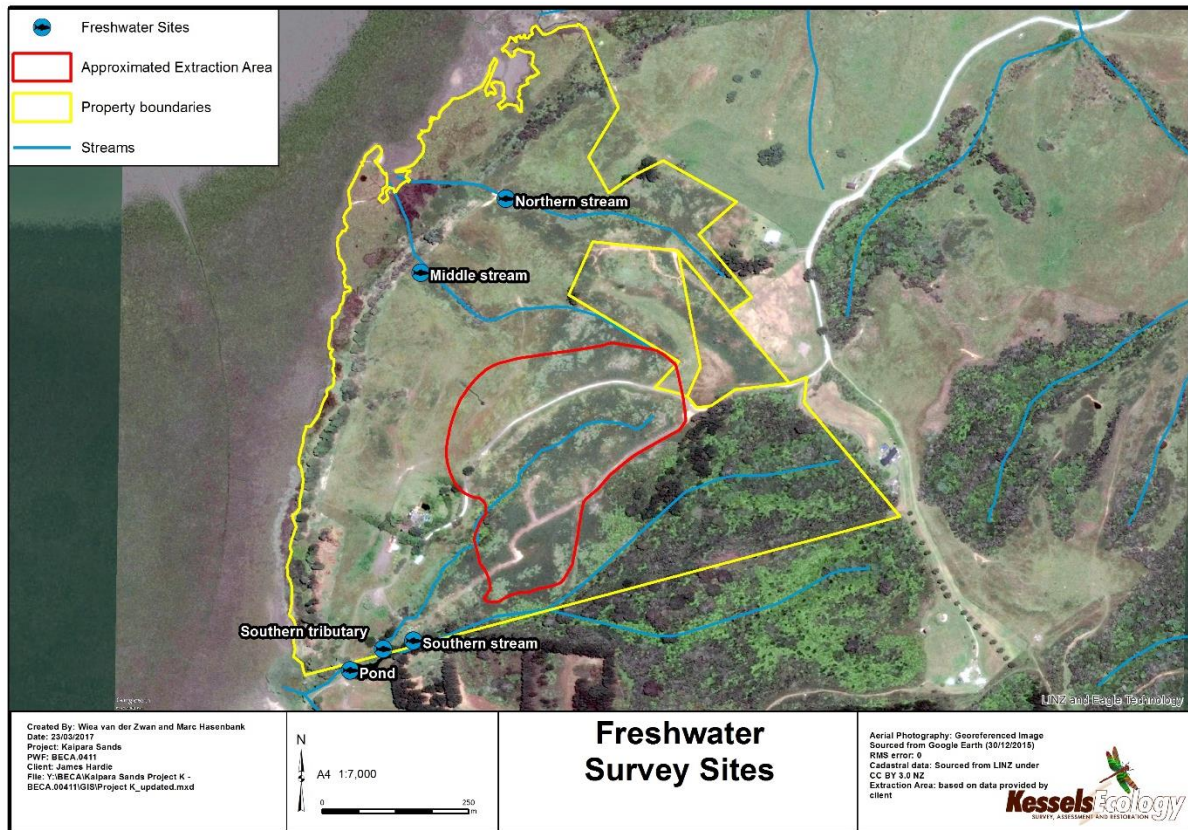 Freshwater Sites
Approximated Extraction Area
Property boundaries
Streams
Northern stream
Middle stream
Southern tributary
Southern stream
Pond
LINZ and Eagle Technology
Created By: Wiea van der Zwan and Marc Hasenbank
Date: 23/03/2017
Project: Kaipara Sands
PWF: BECA.0411
Client: James Hardie
File: Y:\BECA\Kaipara Sands Project K -
BECA.00411\GIS\Project K_updated.mxd
N
A4 1:7,000
0 250
m
Freshwater
Survey Sites
Aerial Photography: Georeferenced Image
Sourced from Google Earth (30/12/2015)
RMS error: 0
Cadastral data: Sourced from LINZ under
CC BY 3.0 NZ
Extraction Area: based on data provided by
client
KesselsEcology
SURVEY, ASSESSMENT AND RESTORATION